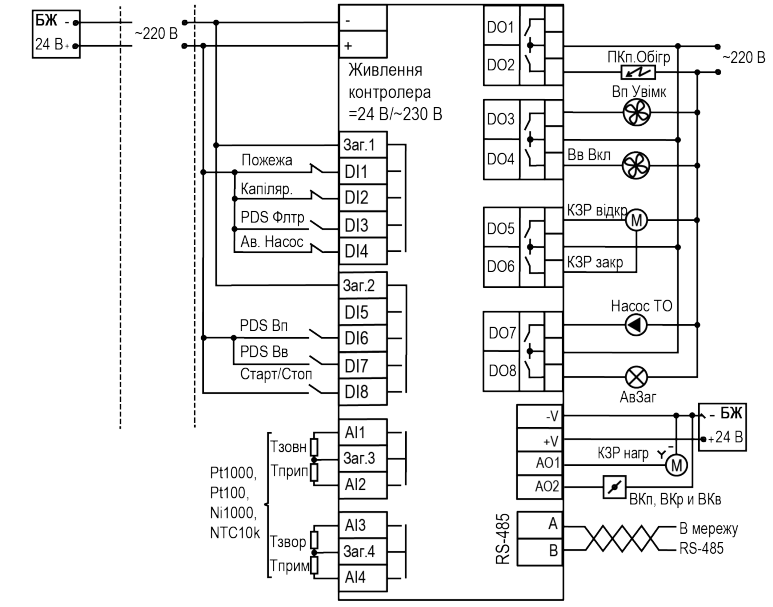 БЖ -
24 В+
~220 В
-
+
Живлення
контролера
=24 В/~230 В
Заг.1
Пожежа
DI1
Капіляр.
DI2
PDS Флтр
DI3
Ав. Насос
DI4
Заг.2
DI5
PDS Вп
DI6
PDS Вв
DI7
Старт/Стоп
DI8
AI1
Тзовн
Заг.3
Тприп
AI2
Pt1000,
Pt100,
Ni1000,
NTC10k
AI3
Тзвор
Заг.4
Тприм
AI4
DO1
DO2
ПКп.Обігр
~220 В
Вп Увімк
DO3
DO4
Вв Вкл
КЗР відкр
M
DO5
DO6
КЗР закр
Насос ТО
DO7
DO8
АвЗаг
-V
- БЖ
+V
+24 В
КЗР нагр
Y
-
AO1
M
AO2
ВКп, ВКр и ВКв
RS-485
A
B
В мережу
RS-485